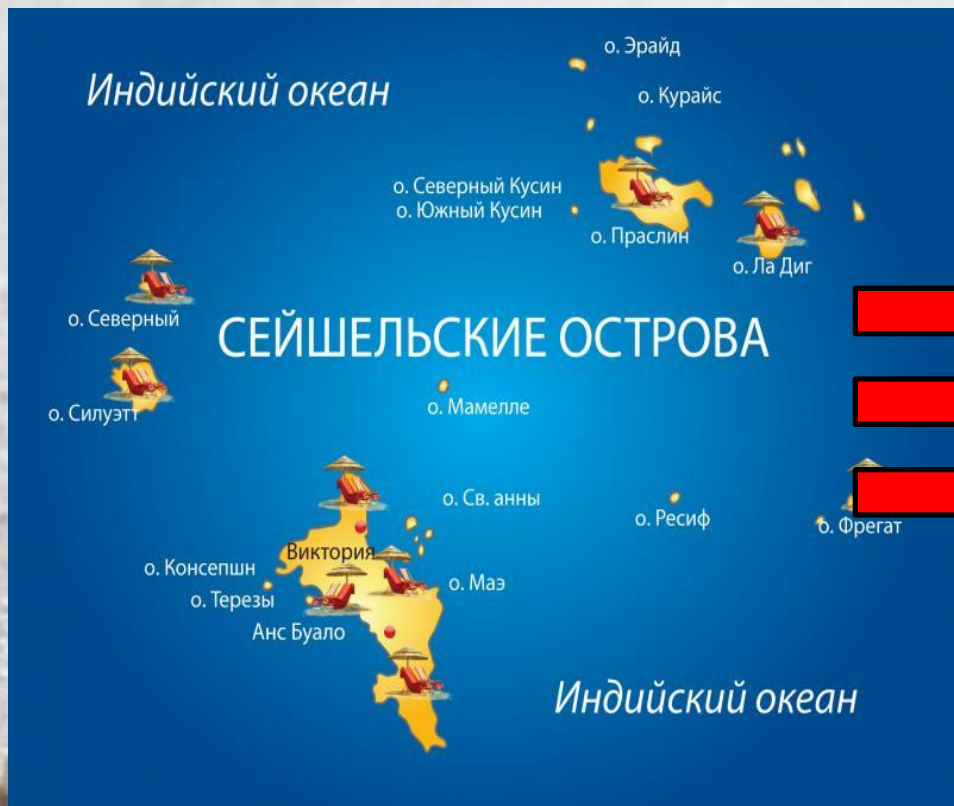 о. Эрайд
Индийский океан
о. Курайс
о. Северный Кусин
о. Южный Кусин
о. Праслин
о. Ла Диг
о. Северный
СЕЙШЕЛЬСКИЕ ОСТРОВА
о. Силуэтт
о. Мамелле
о. Св. анны
о. Ресиф
о. Фрегат
Виктория
о. Консепшн
о. Маэ
о. Терезы
Анс Буало
Индийский океан